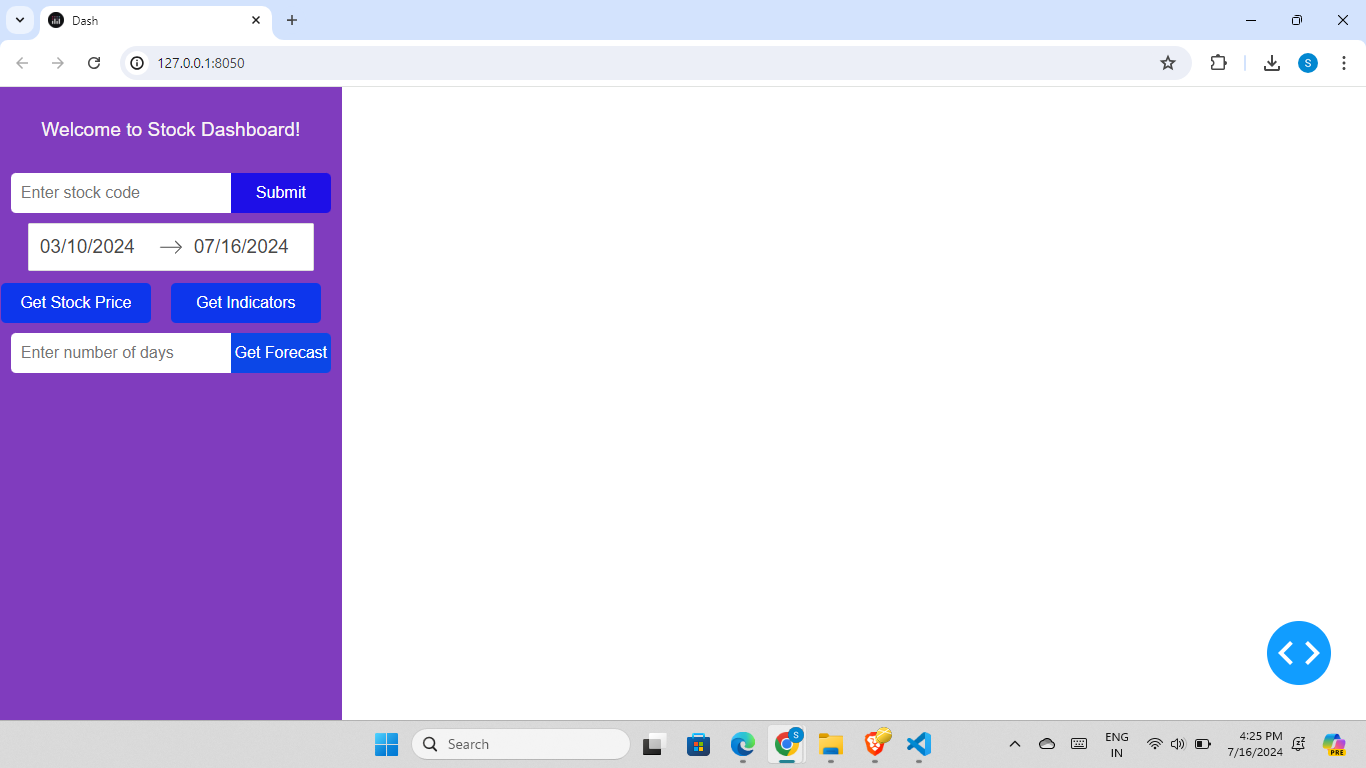 Dash
127.0.0.1:8050
S
Welcome to Stock Dashboard!
Enter stock code Submit
03/10/2024 07/16/2024
Get Stock Price Get Indicators
Enter number of days Get Forecast
Search
S
ENG
IN
4:25 PM
7/16/2024
PRE